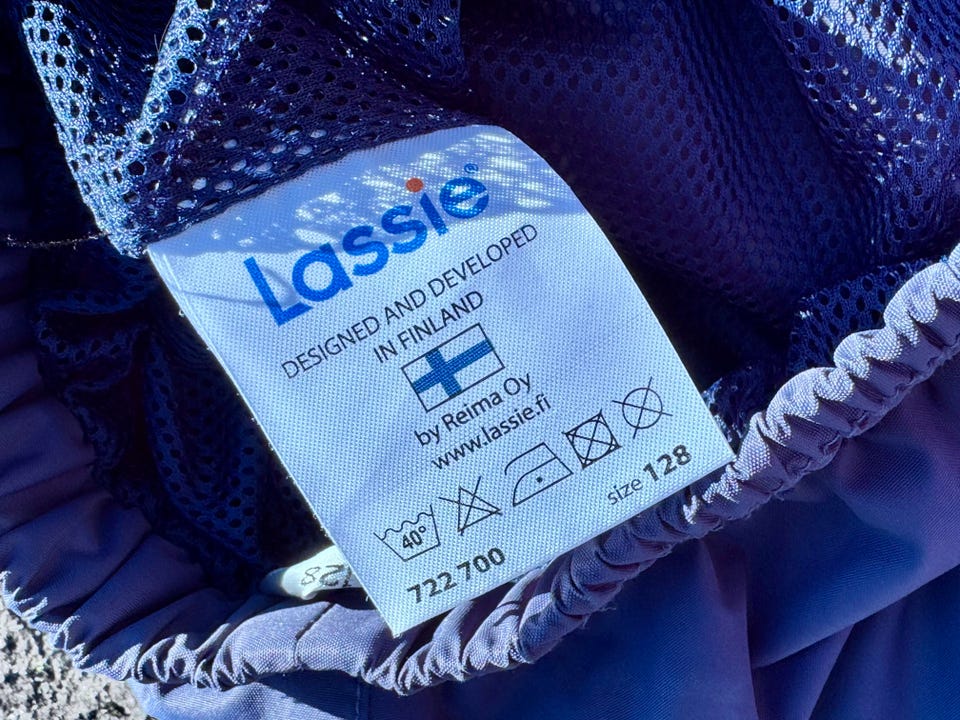 Lassie®
DESIGNED AND DEVELOPED
IN FINLAND
by Reima Oy
www.lassie.fi
40°
size 128
722 700